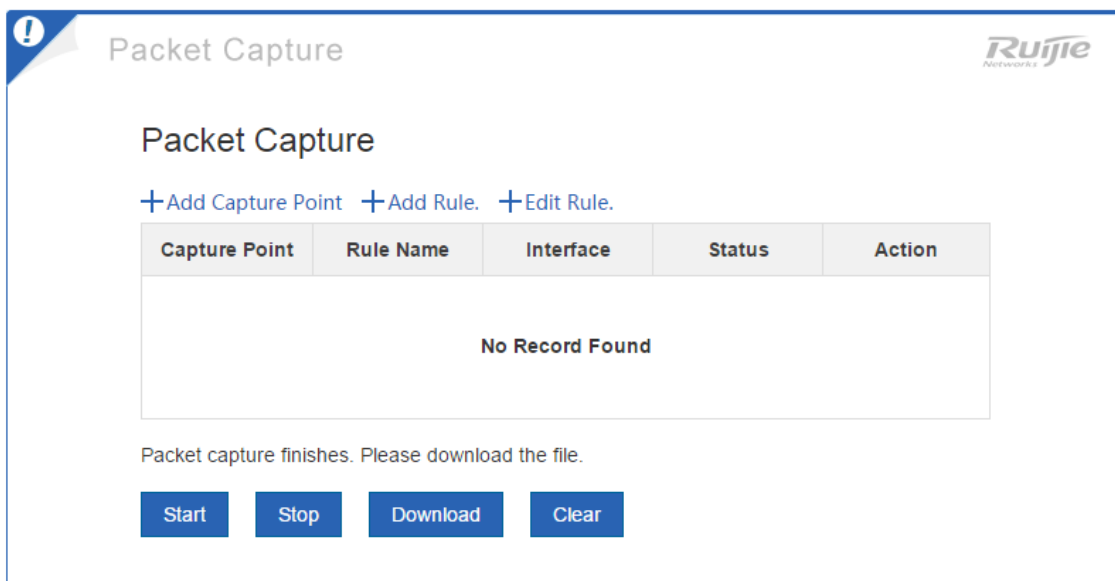 !
Packet Capture
Ruijie
Networks
Packet Capture
+Add Capture Point +Add Rule. +Edit Rule.
Capture Point Rule Name Interface Status Action
No Record Found
Packet capture finishes. Please download the file.
Start Stop Download Clear